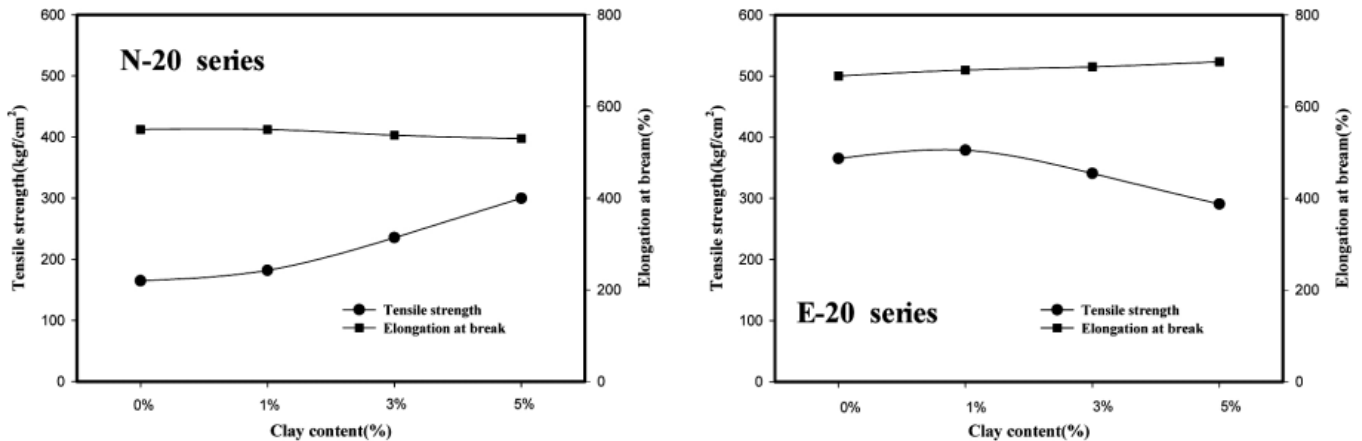 N-20 series
Tensile strength(kgf/cm²)
600
500
400
300
200
100
0
Elongation at bream(%)
800
600
400
200
0
Tensile strength
Elongation at break
0%
1%
3%
5%
Clay content(%)
E-20 series
Tensile strength(kgf/cm²)
600
500
400
300
200
100
0
Elongation at bream(%)
800
600
400
200
0
Tensile strength
Elongation at break
0%
1%
3%
5%
Clay content(%)